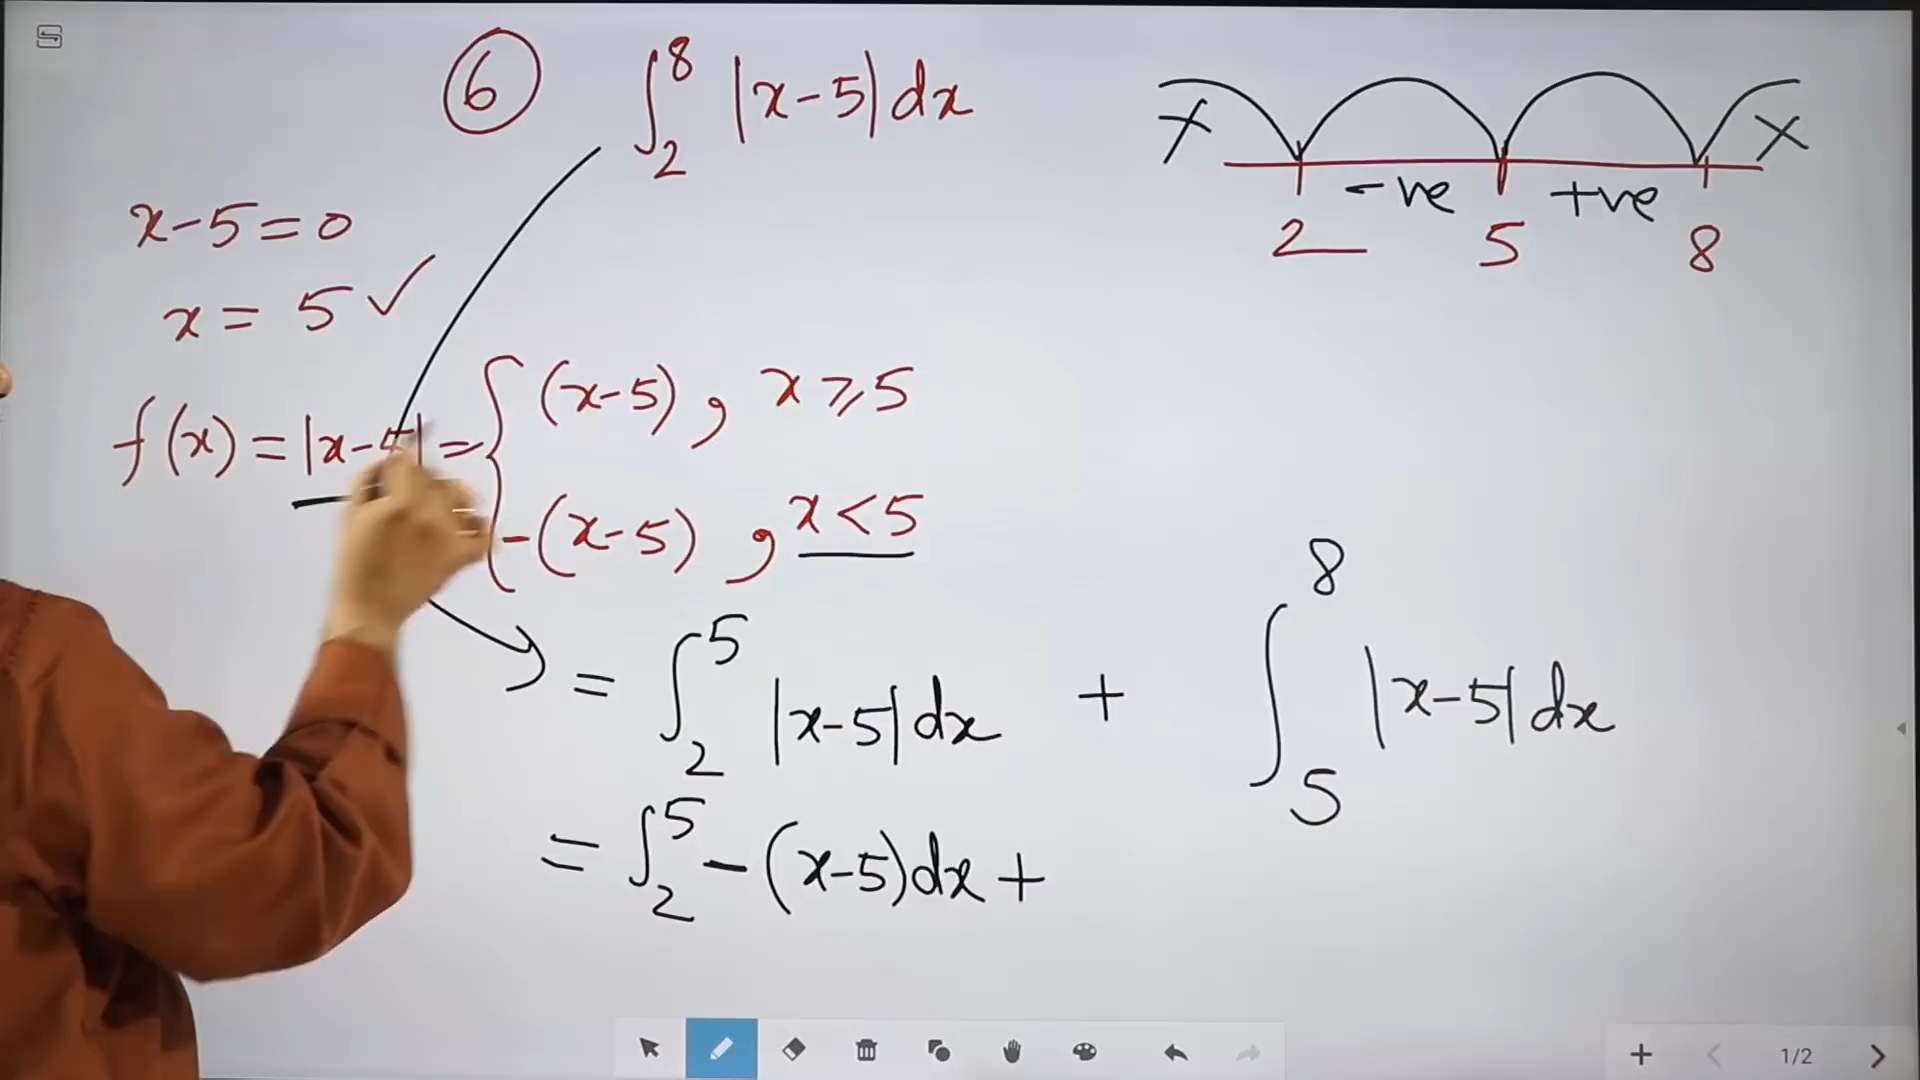 6 ∫₂⁸ |x-5| dx
x-5=0
x = 5 ✓
X X
-ve +ve
2 5 8
f(x) = |x-5| = { (x-5), x ⩾ 5
-(x-5), x < 5
= ∫₂⁵ |x-5| dx + ∫₅⁸ |x-5| dx
= ∫₂⁵ -(x-5) dx +
1/2